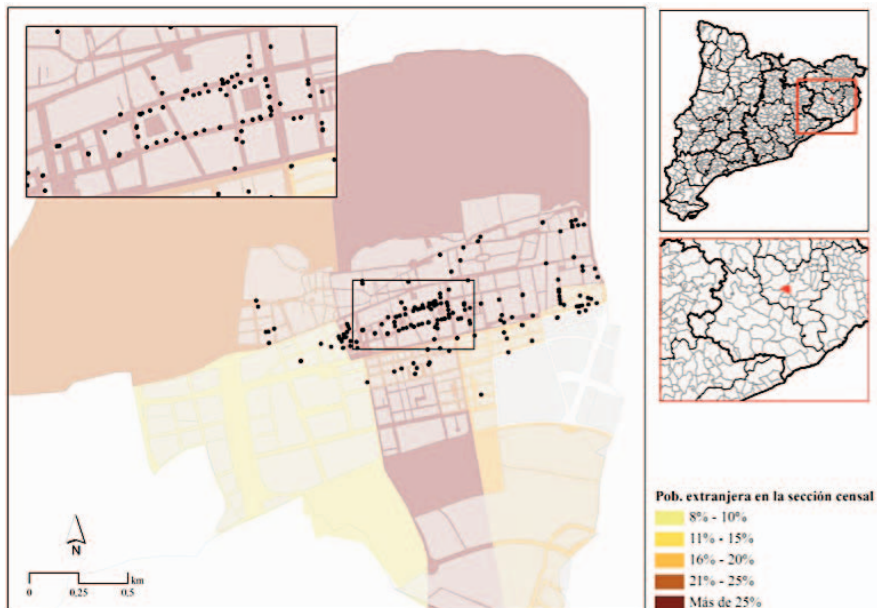 Pob. extranjera en la sección censal
8% - 10%
11% - 15%
16% - 20%
21% - 25%
Más de 25%
N
km
0 0,25 0,5